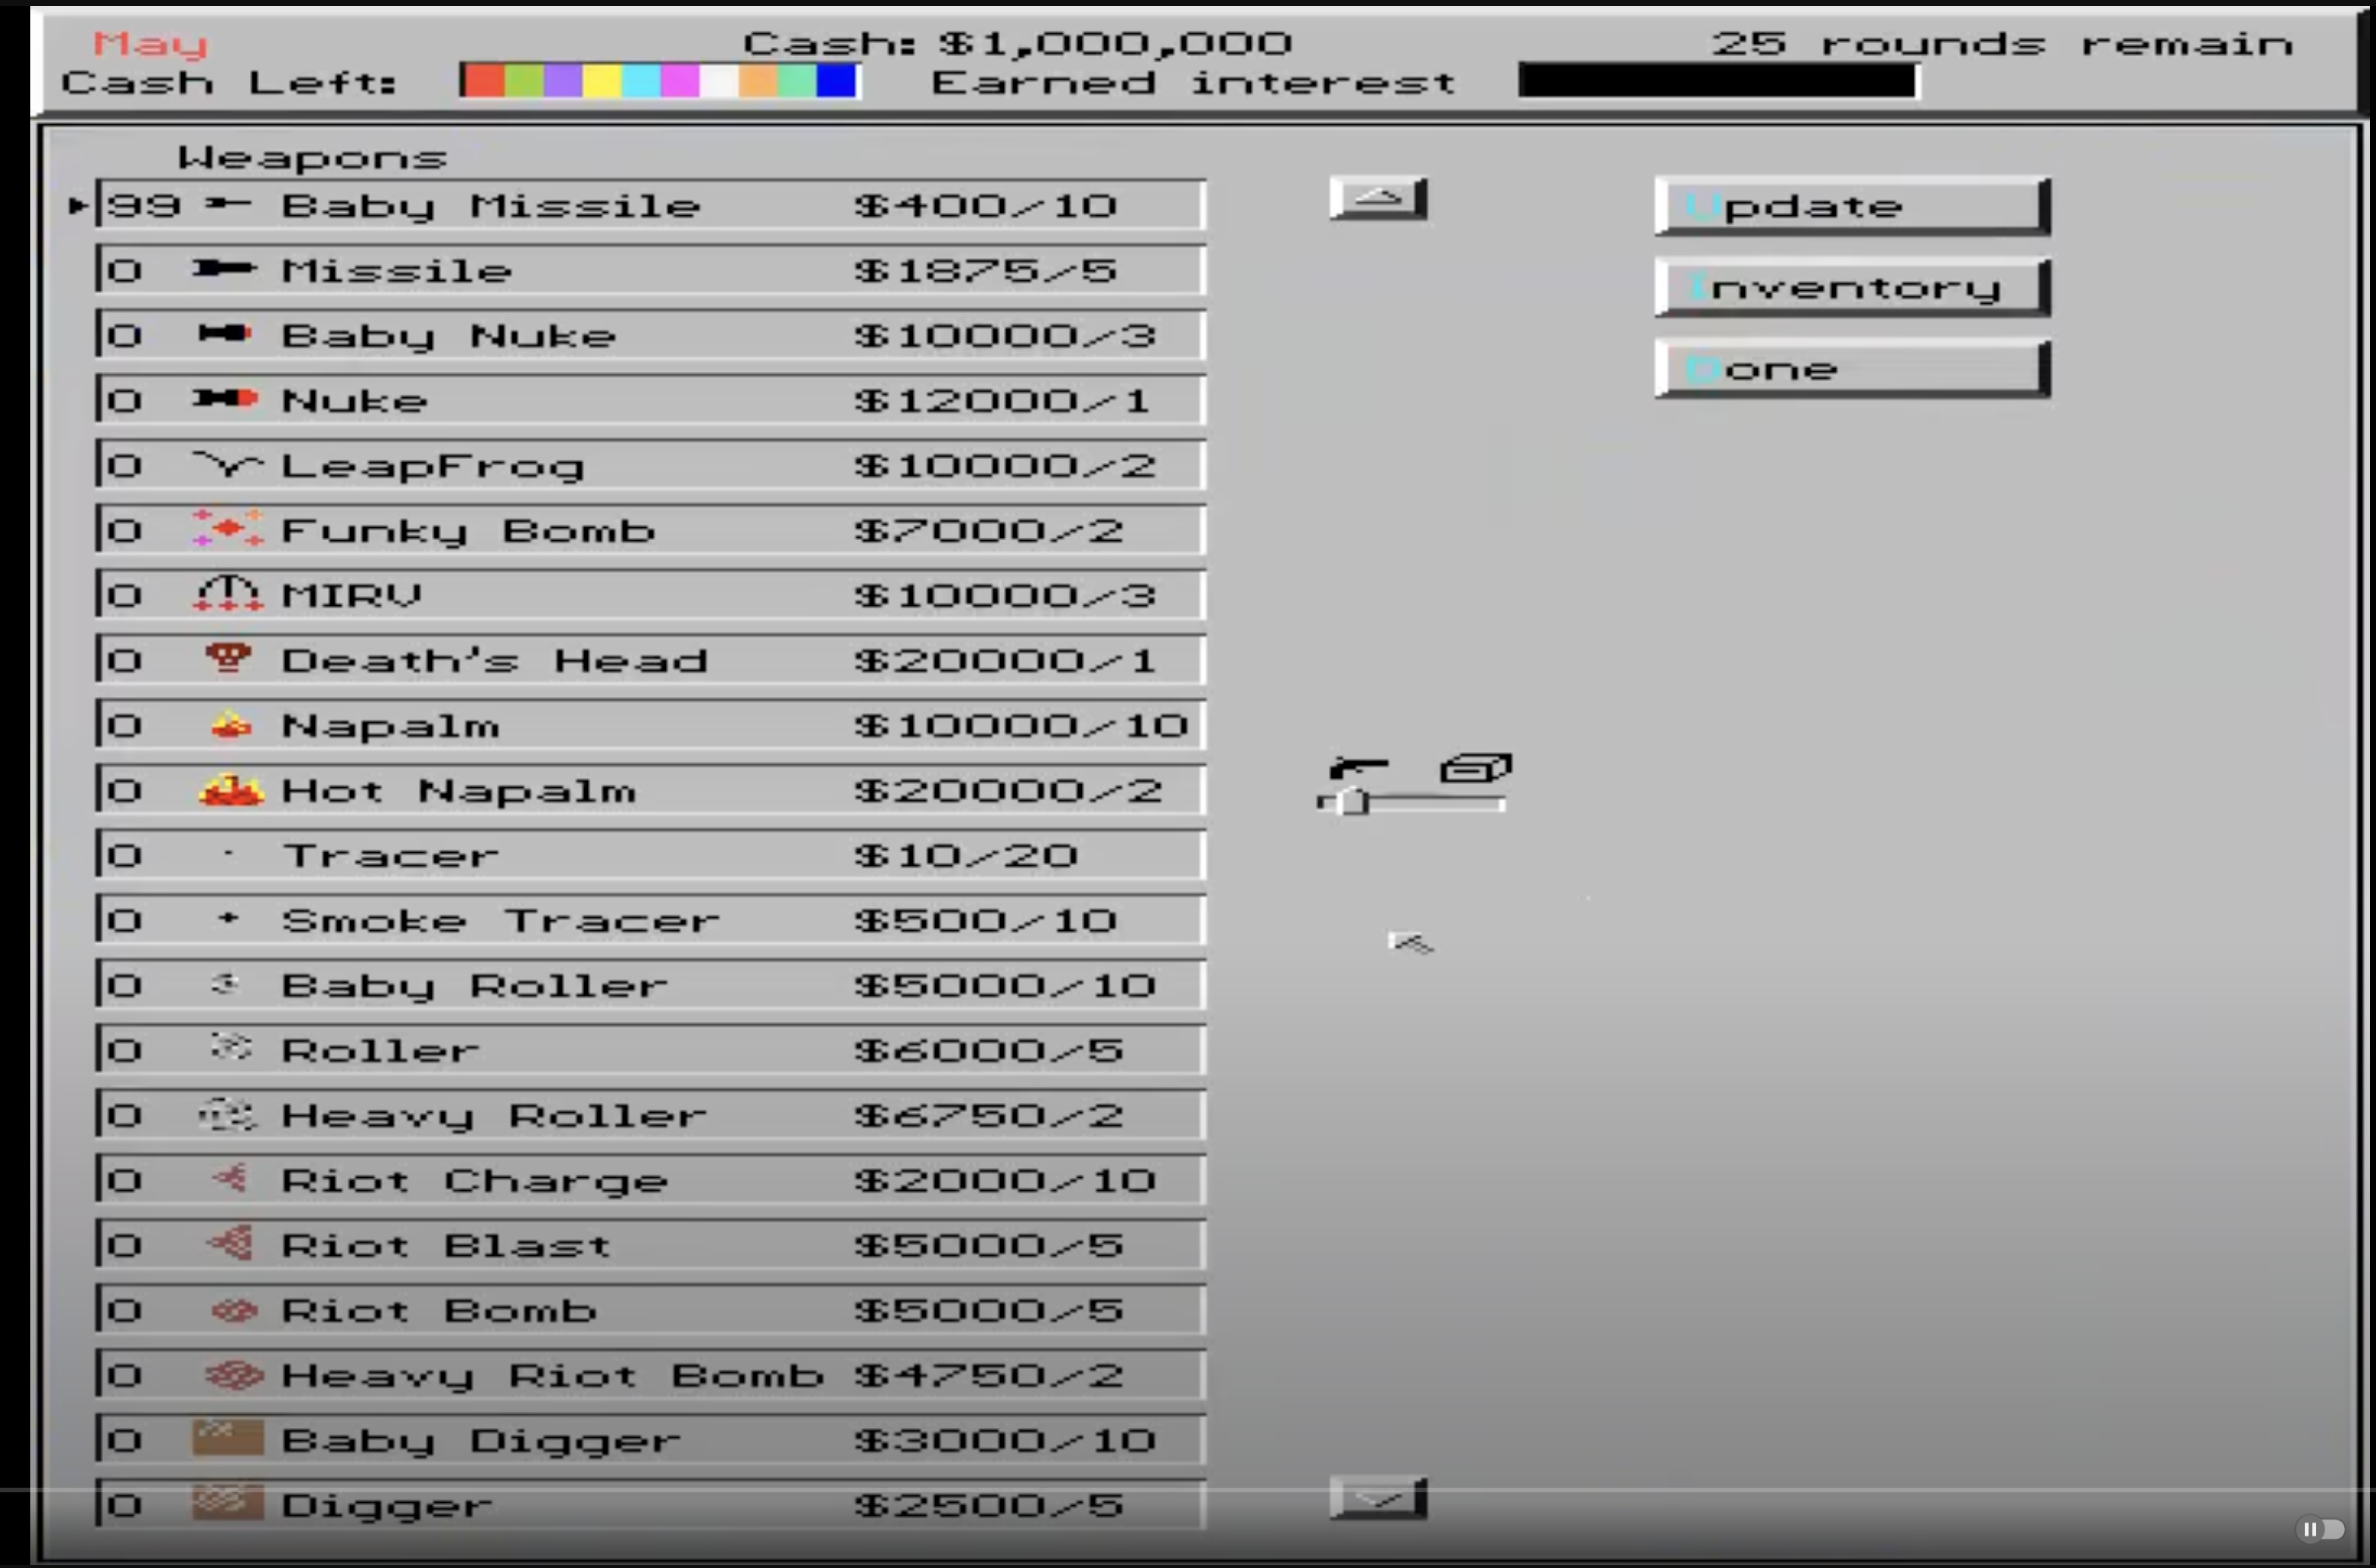 May Cash: $1,000,000 25 rounds remain
Cash Left: Earned interest
Weapons
99 Baby Missile $400/10
0 Missile $1875/5
0 Baby Nuke $10000/3
0 Nuke $12000/1
0 LeapFrog $10000/2
0 Funky Bomb $7000/2
0 MIRV $10000/3
0 Death's Head $20000/1
0 Napalm $10000/10
0 Hot Napalm $20000/2
0 Tracer $10/20
0 Smoke Tracer $500/10
0 Baby Roller $5000/10
0 Roller $6000/5
0 Heavy Roller $6750/2
0 Riot Charge $2000/10
0 Riot Blast $5000/5
0 Riot Bomb $5000/5
0 Heavy Riot Bomb $4750/2
0 Baby Digger $3000/10
0 Digger $2500/5
Update
Inventory
Done